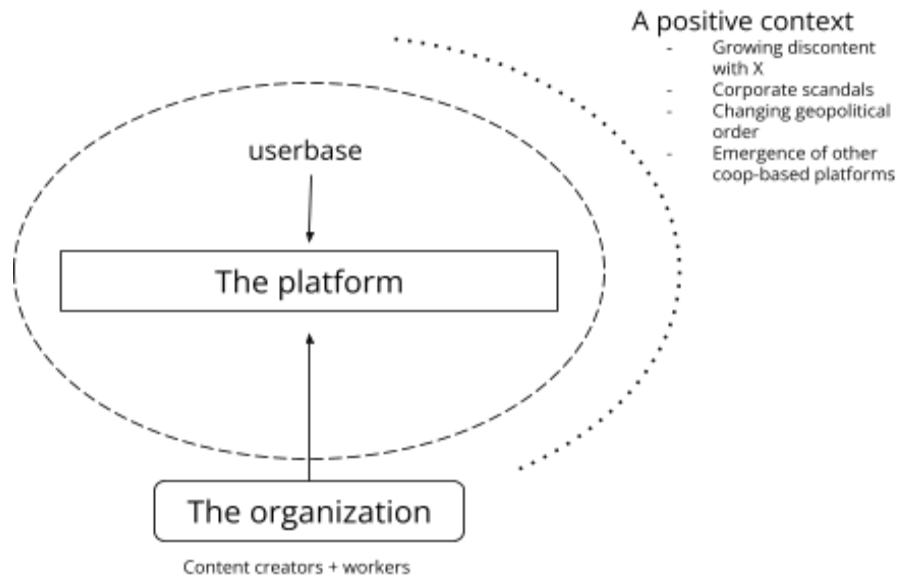 A positive context
- Growing discontent
with X
- Corporate scandals
- Changing geopolitical
order
- Emergence of other
coop-based platforms
userbase
The platform
The organization
Content creators + workers